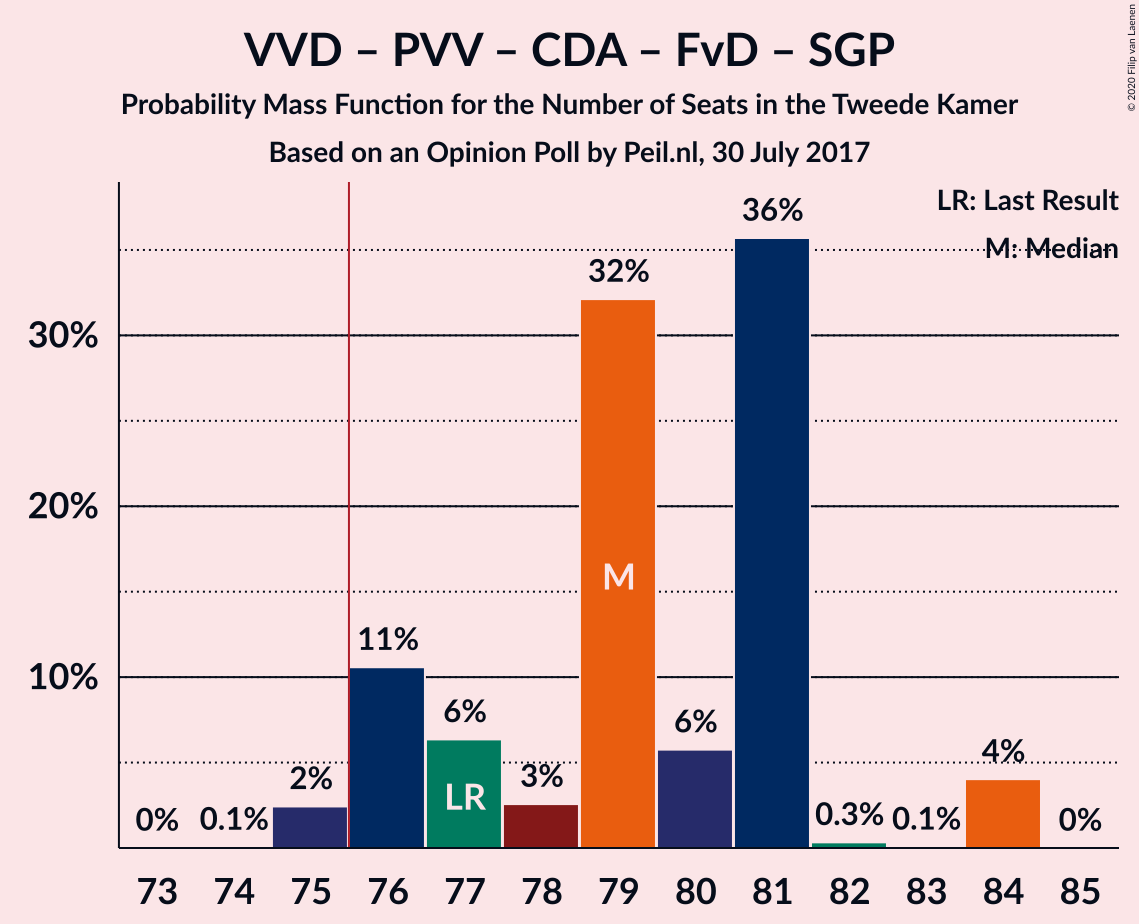 VVD – PVV – CDA – FvD – SGP
Probability Mass Function for the Number of Seats in the Tweede Kamer
Based on an Opinion Poll by Peil.nl, 30 July 2017
© 2020 Filip van Laenen
LR: Last Result
M: Median
30%
20%
10%
0%
0.1%
2%
11%
6%
3%
32%
6%
36%
0.3%
0.1%
4%
0%
LR
M
73 74 75 76 77 78 79 80 81 82 83 84 85